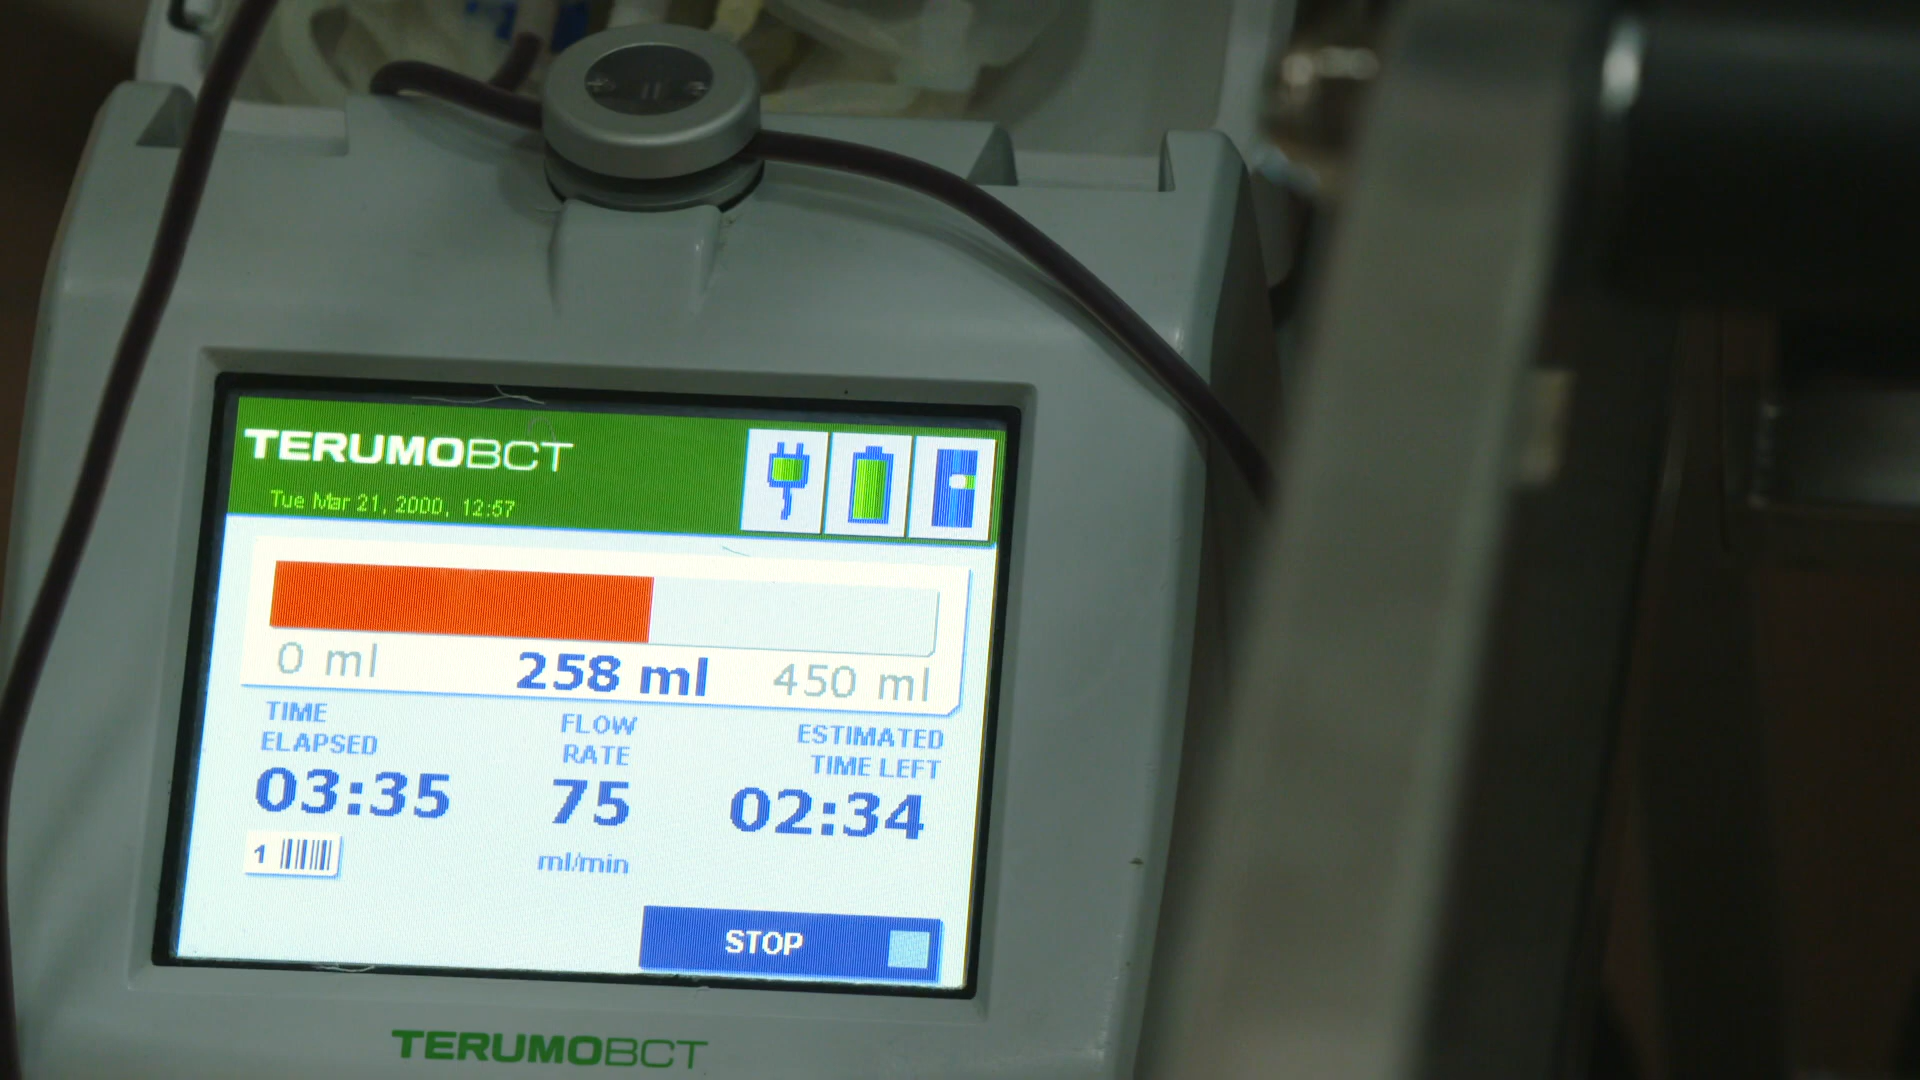 TERUMOBCT
Tue Mar 21, 2000, 12:57
0 ml 258 ml 450 ml
TIME ELAPSED
03:35
FLOW RATE
75
ml/min
ESTIMATED TIME LEFT
02:34
1
STOP
TERUMOBCT